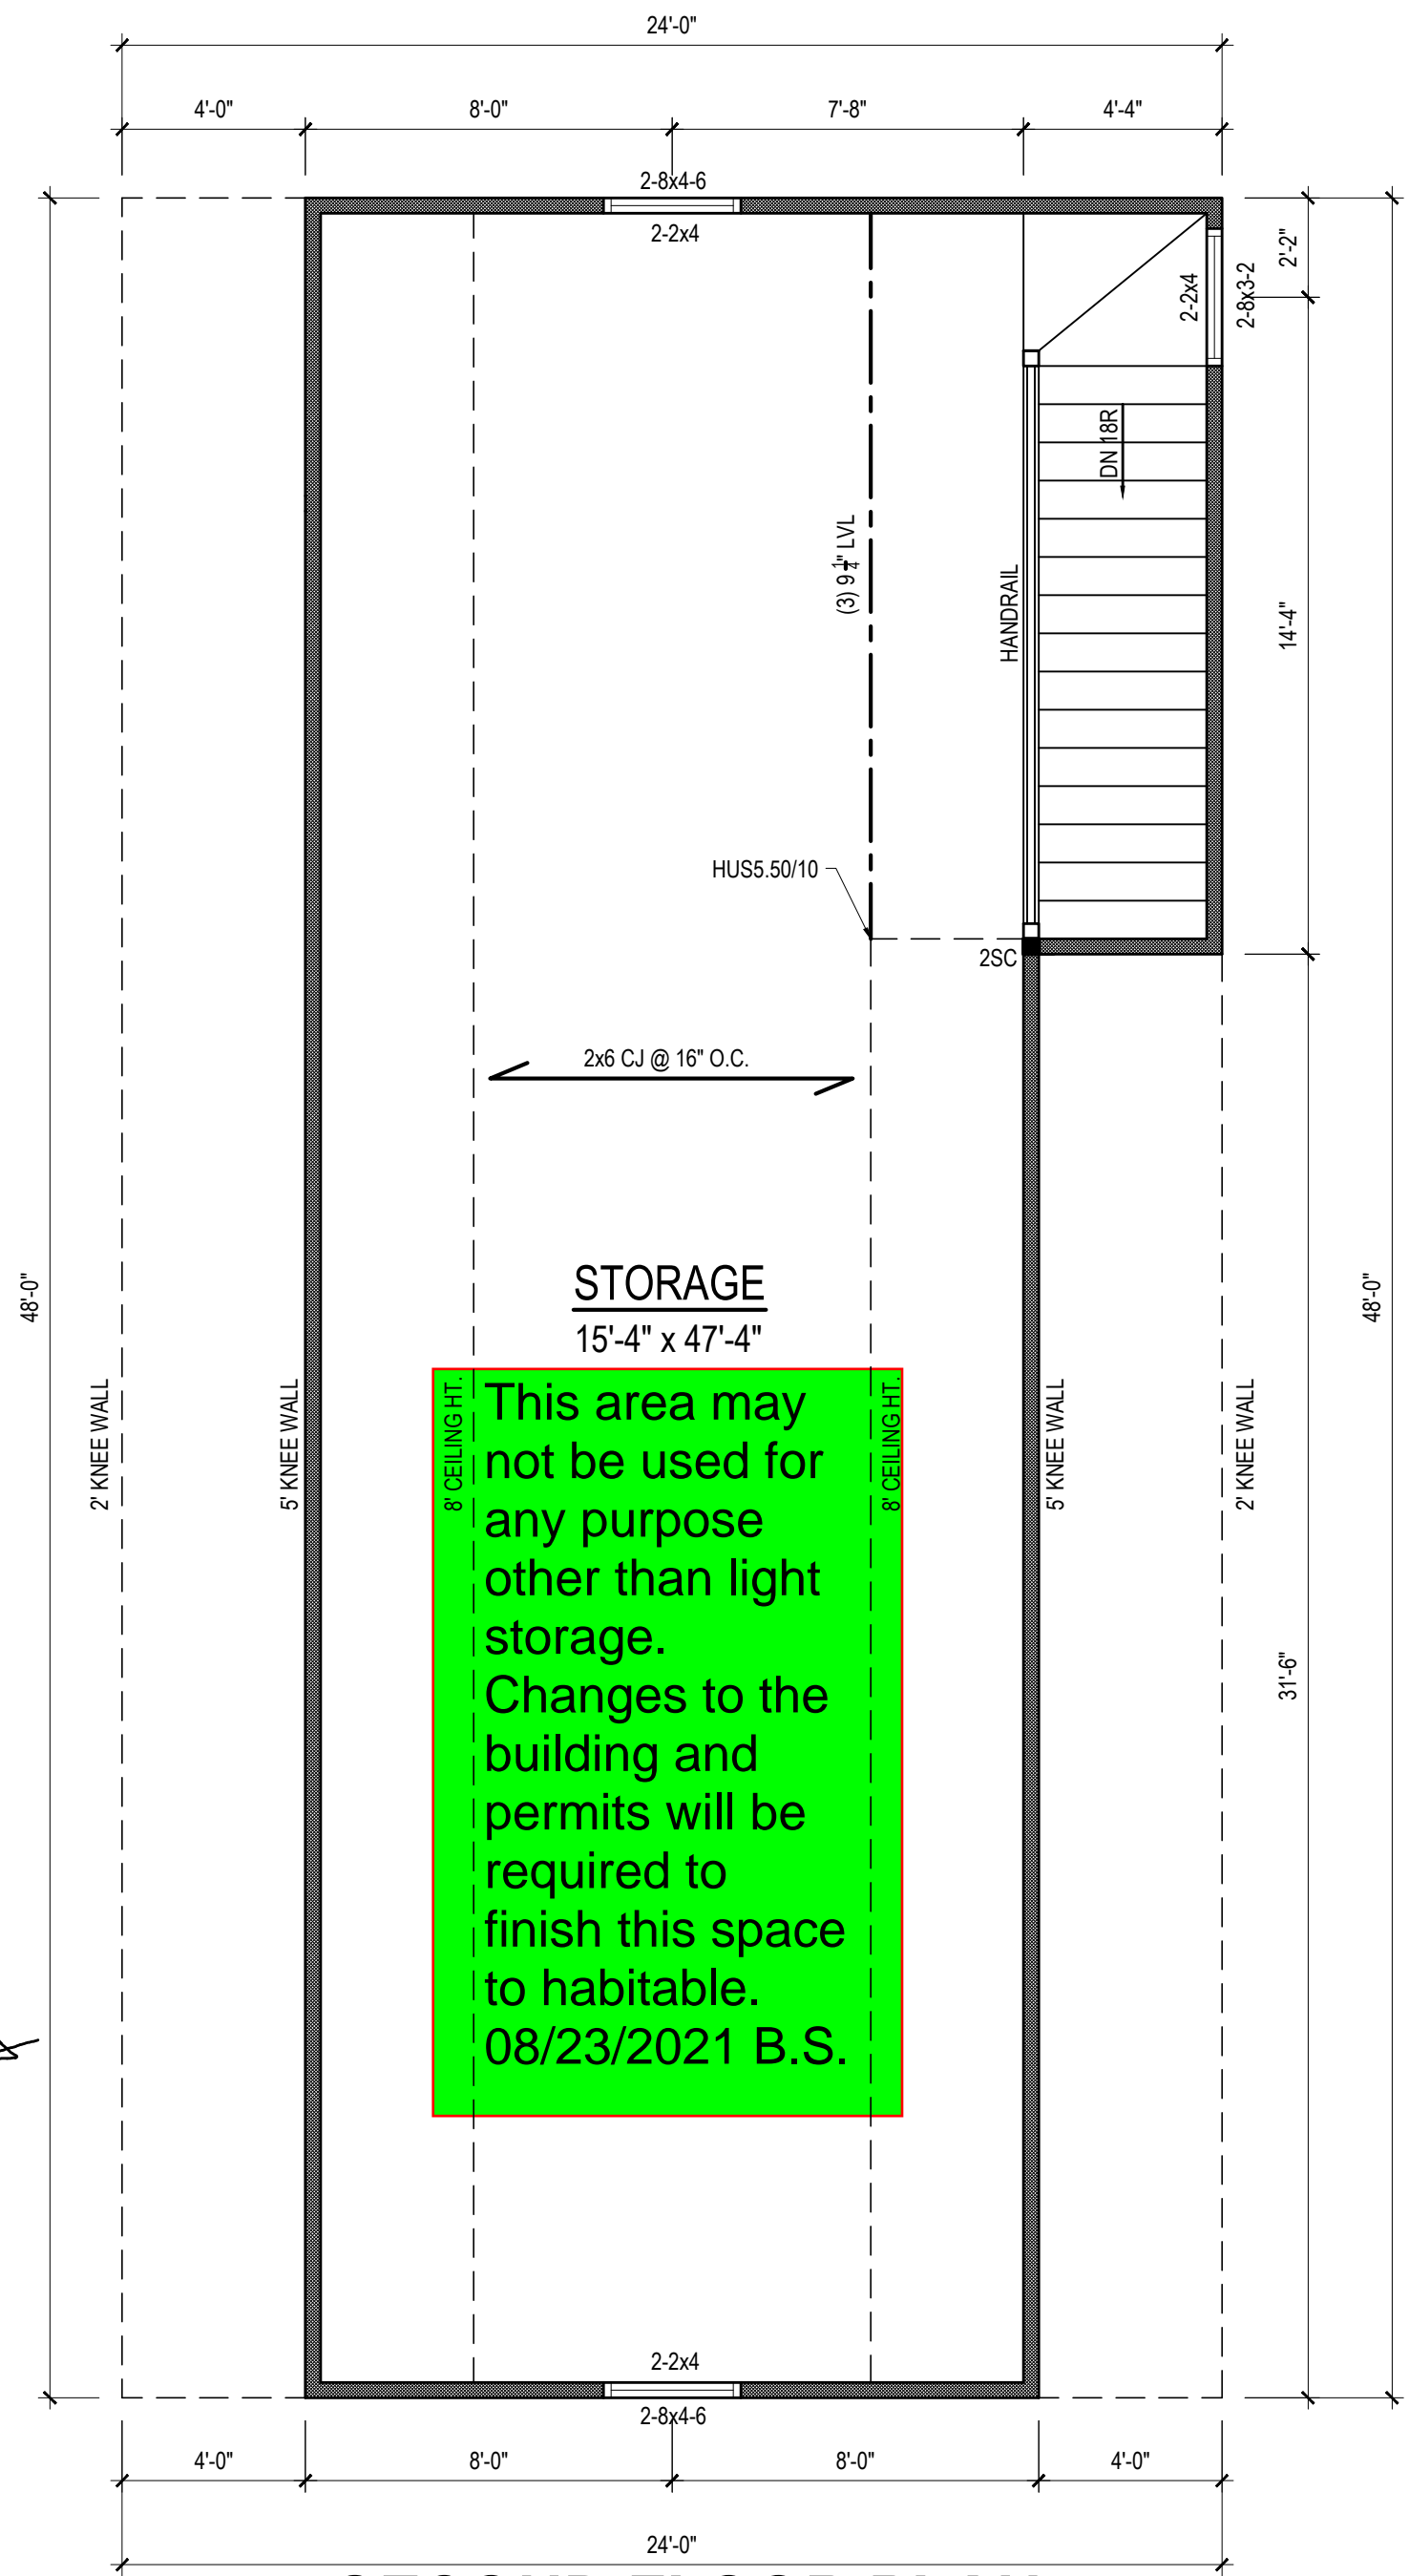 24'-0"
4'-0" 8'-0" 7'-8" 4'-4"
2-8x4-6
2-2x4
2'-2"
2-2x4
2-8x3-2
DN 18R
(3) 9 1/4" LVL
HANDRAIL
14'-4"
HUS5.50/10
2SC
2x6 CJ @ 16" O.C.
48'-0"
48'-0"
STORAGE
15'-4" x 47'-4"
2' KNEE WALL
5' KNEE WALL
8' CEILING HT.
8' CEILING HT.
5' KNEE WALL
2' KNEE WALL
This area may
not be used for
any purpose
other than light
storage.
Changes to the
building and
permits will be
required to
finish this space
to habitable.
08/23/2021 B.S.
31'-6"
2-2x4
2-8x4-6
4'-0" 8'-0" 8'-0" 4'-0"
24'-0"